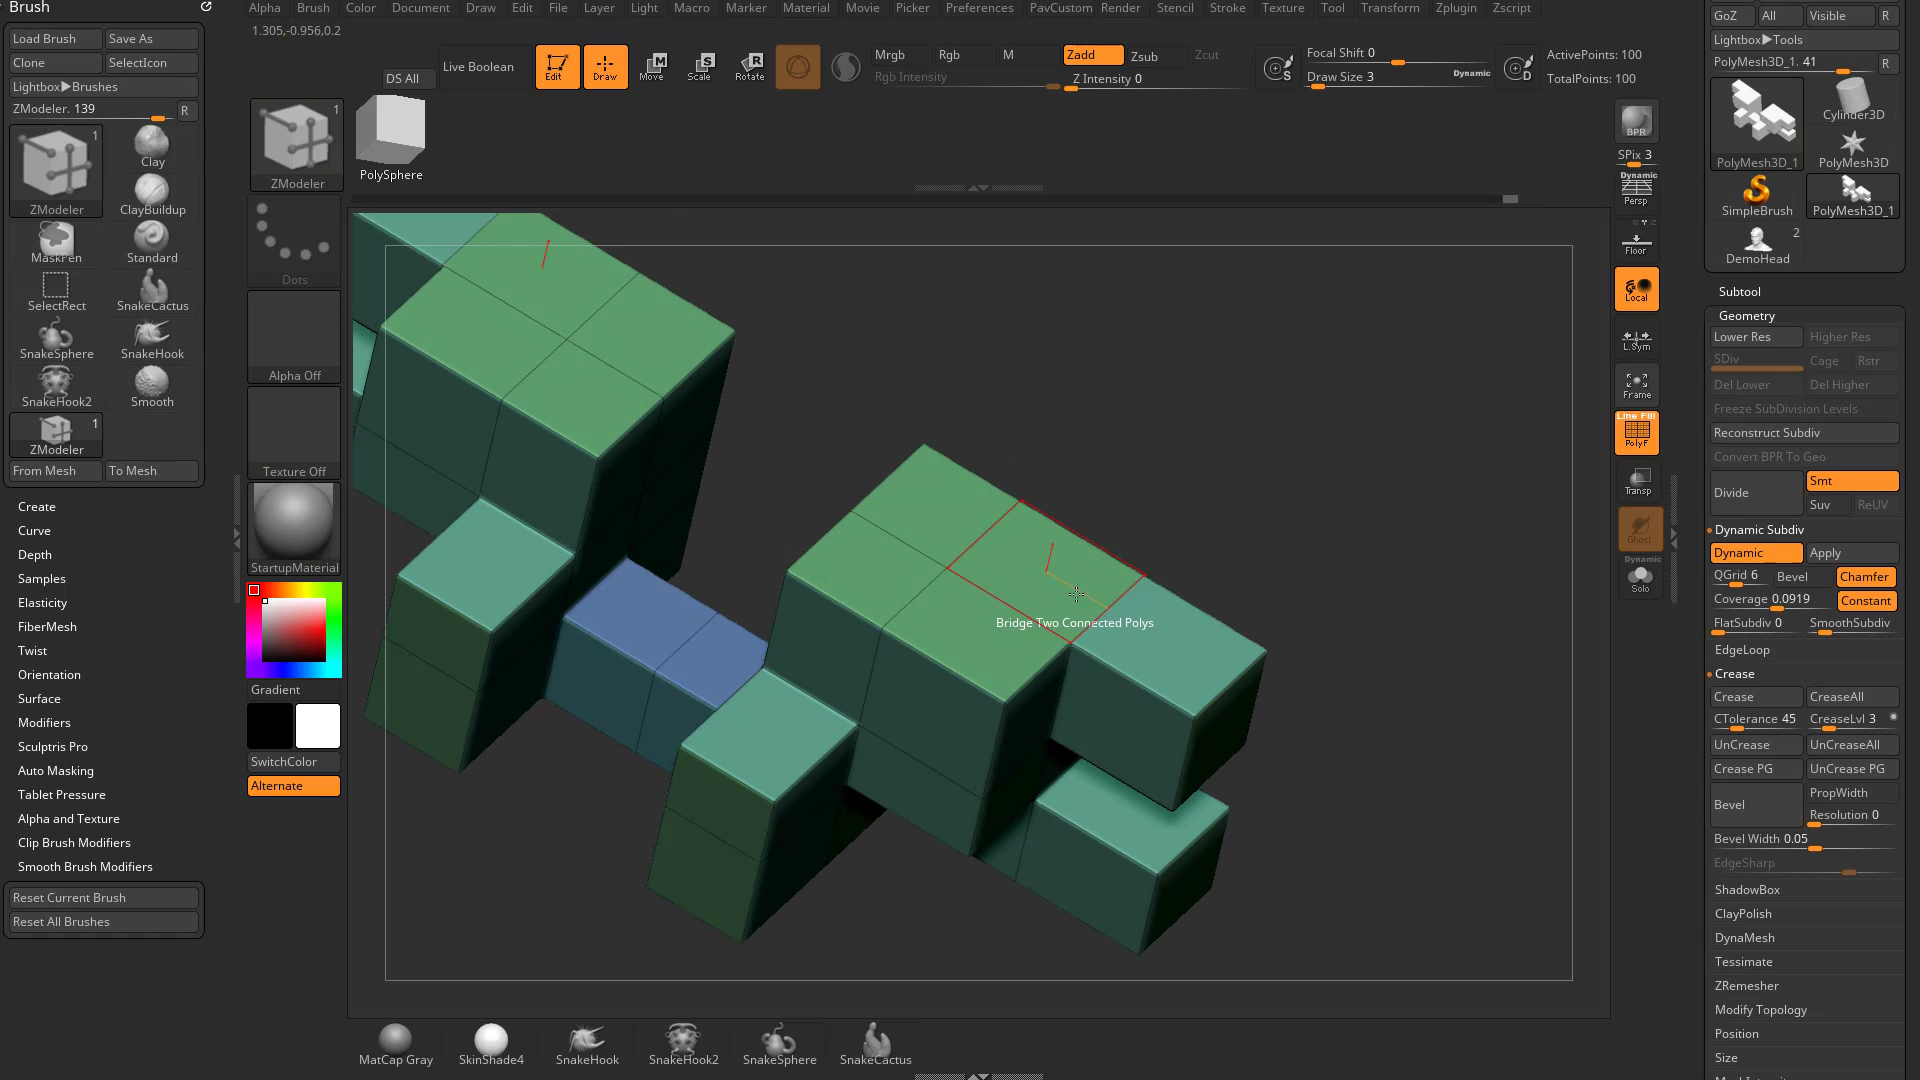 Brush
Load Brush
Save As
Clone
SelectIcon
Lightbox▶Brushes
ZModeler. 139
R
1
ZModeler
Clay
ClayBuildup
MaskPen
Standard
SelectRect
SnakeCactus
SnakeSphere
SnakeHook
SnakeHook2
Smooth
1
ZModeler
From Mesh
To Mesh
Create
Curve
Depth
Samples
Elasticity
FiberMesh
Twist
Orientation
Surface
Modifiers
Sculptris Pro
Auto Masking
Tablet Pressure
Alpha and Texture
Clip Brush Modifiers
Smooth Brush Modifiers
Reset Current Brush
Reset All Brushes
Alpha Brush Color Document Draw Edit File Layer Light Macro Marker Material Movie Picker Preferences PavCustom Render Stencil Stroke Texture Tool Transform Zplugin Zscript
1.305,-0.956,0.2
DS All
Live Boolean
Edit
Draw
Move
S
Scale
R
Rotate
Mrgb
Rgb
M
Rgb Intensity
Zadd
Zsub
Zcut
Z Intensity 0
S
Focal Shift 0
Draw Size 3
Dynamic
D
ActivePoints: 100
TotalPoints: 100
1
ZModeler
PolySphere
Dots
Alpha Off
Texture Off
StartupMaterial
Gradient
SwitchColor
Alternate
Bridge Two Connected Polys
MatCap Gray
SkinShade4
SnakeHook
SnakeHook2
SnakeSphere
SnakeCactus
BPR
SPix 3
Dynamic
Persp
Floor
Local
L.Sym
Frame
Line Fill
PolyF
Transp
Ghost
Dynamic
Solo
GoZ
All
Visible
R
Lightbox▶Tools
PolyMesh3D_1. 41
R
PolyMesh3D_1
Cylinder3D
PolyMesh3D
SimpleBrush
PolyMesh3D_1
2
DemoHead
Subtool
Geometry
Lower Res
Higher Res
SDiv
Cage
Rstr
Del Lower
Del Higher
Freeze SubDivision Levels
Reconstruct Subdiv
Convert BPR To Geo
Divide
Smt
Suv
ReUV
Dynamic Subdiv
Dynamic
Apply
QGrid 6
Bevel
Chamfer
Coverage 0.0919
Constant
FlatSubdiv 0
SmoothSubdiv
EdgeLoop
Crease
Crease
CreaseAll
CTolerance 45
CreaseLvl 3
UnCrease
UnCreaseAll
Crease PG
UnCrease PG
Bevel
PropWidth
Resolution 0
Bevel Width 0.05
EdgeSharp
ShadowBox
ClayPolish
DynaMesh
Tessimate
ZRemesher
Modify Topology
Position
Size